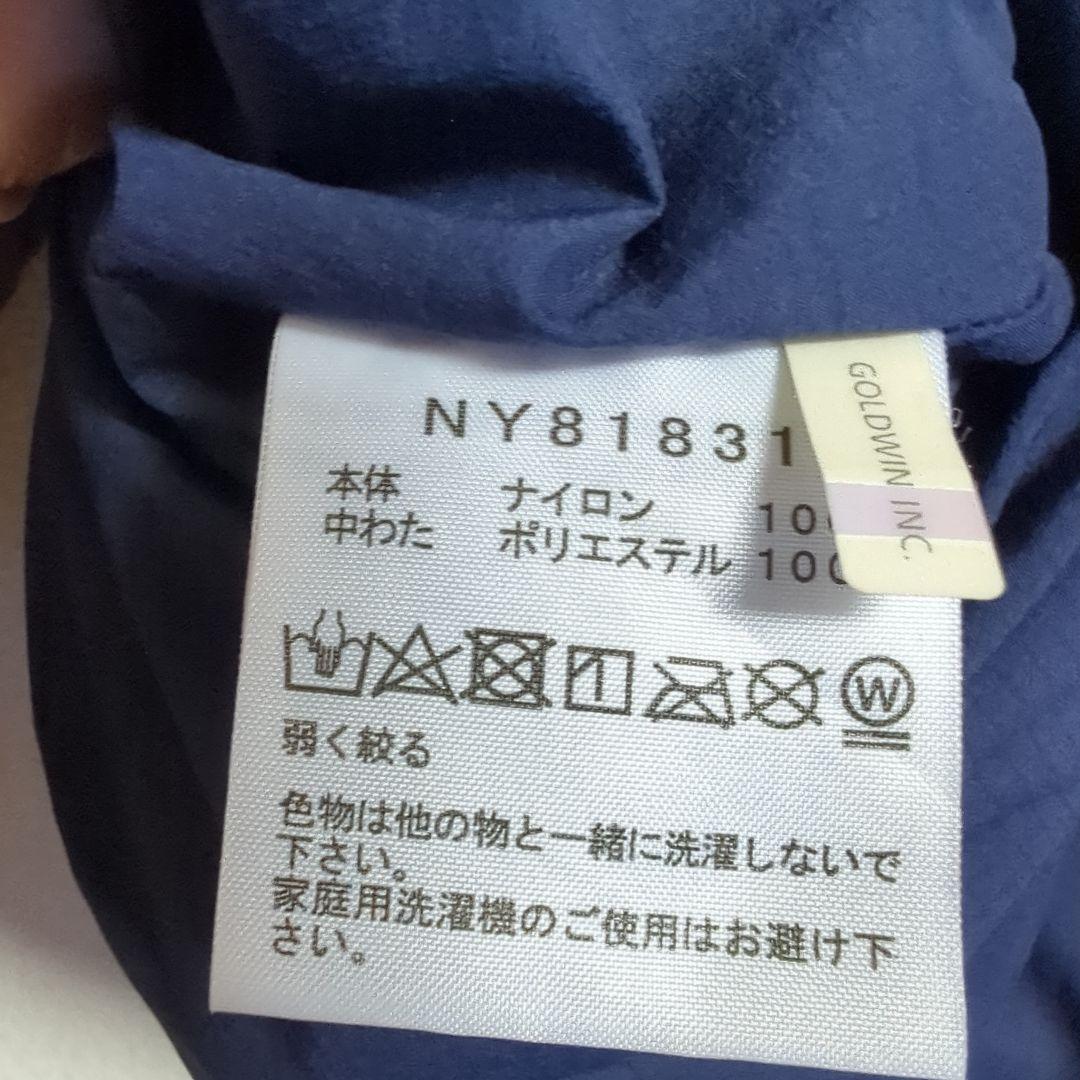 NY81831
GOLDWIN INC.
本体 ナイロン 10
中わた ポリエステル 100
W
弱く絞る
色物は他の物と一緒に洗濯しないで
下さい。
家庭用洗濯機のご使用はお避け下
さい。